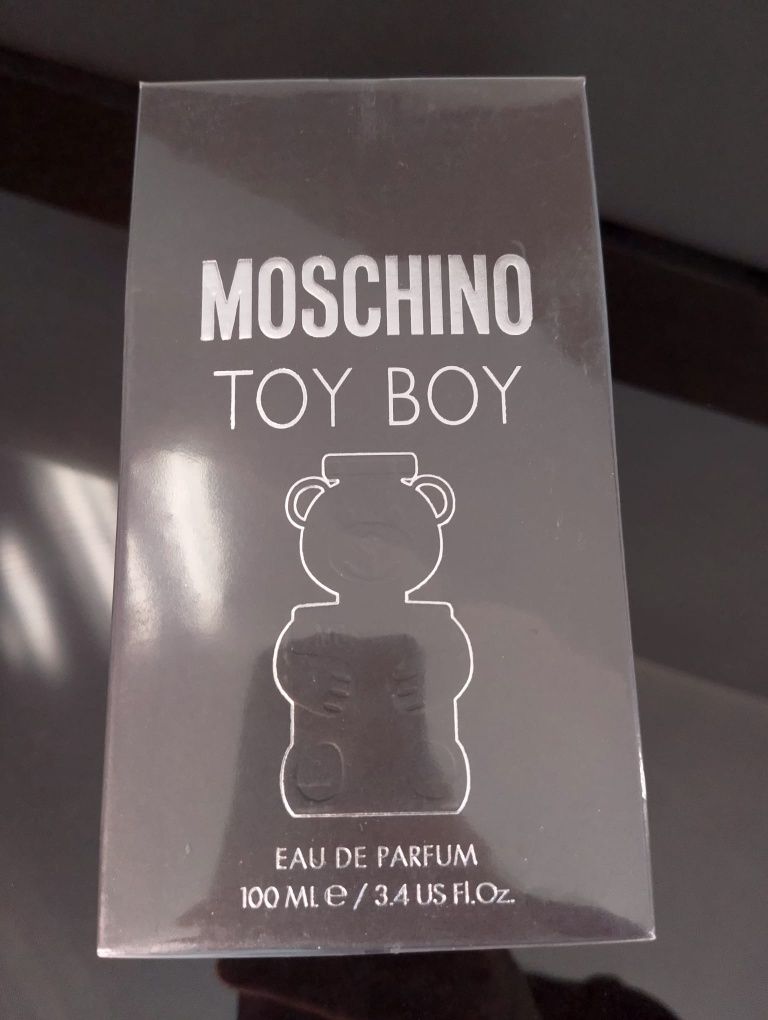 MOSCHINO
TOY BOY
EAU DE PARFUM
100 ML ℮ / 3.4 US Fl.Oz.